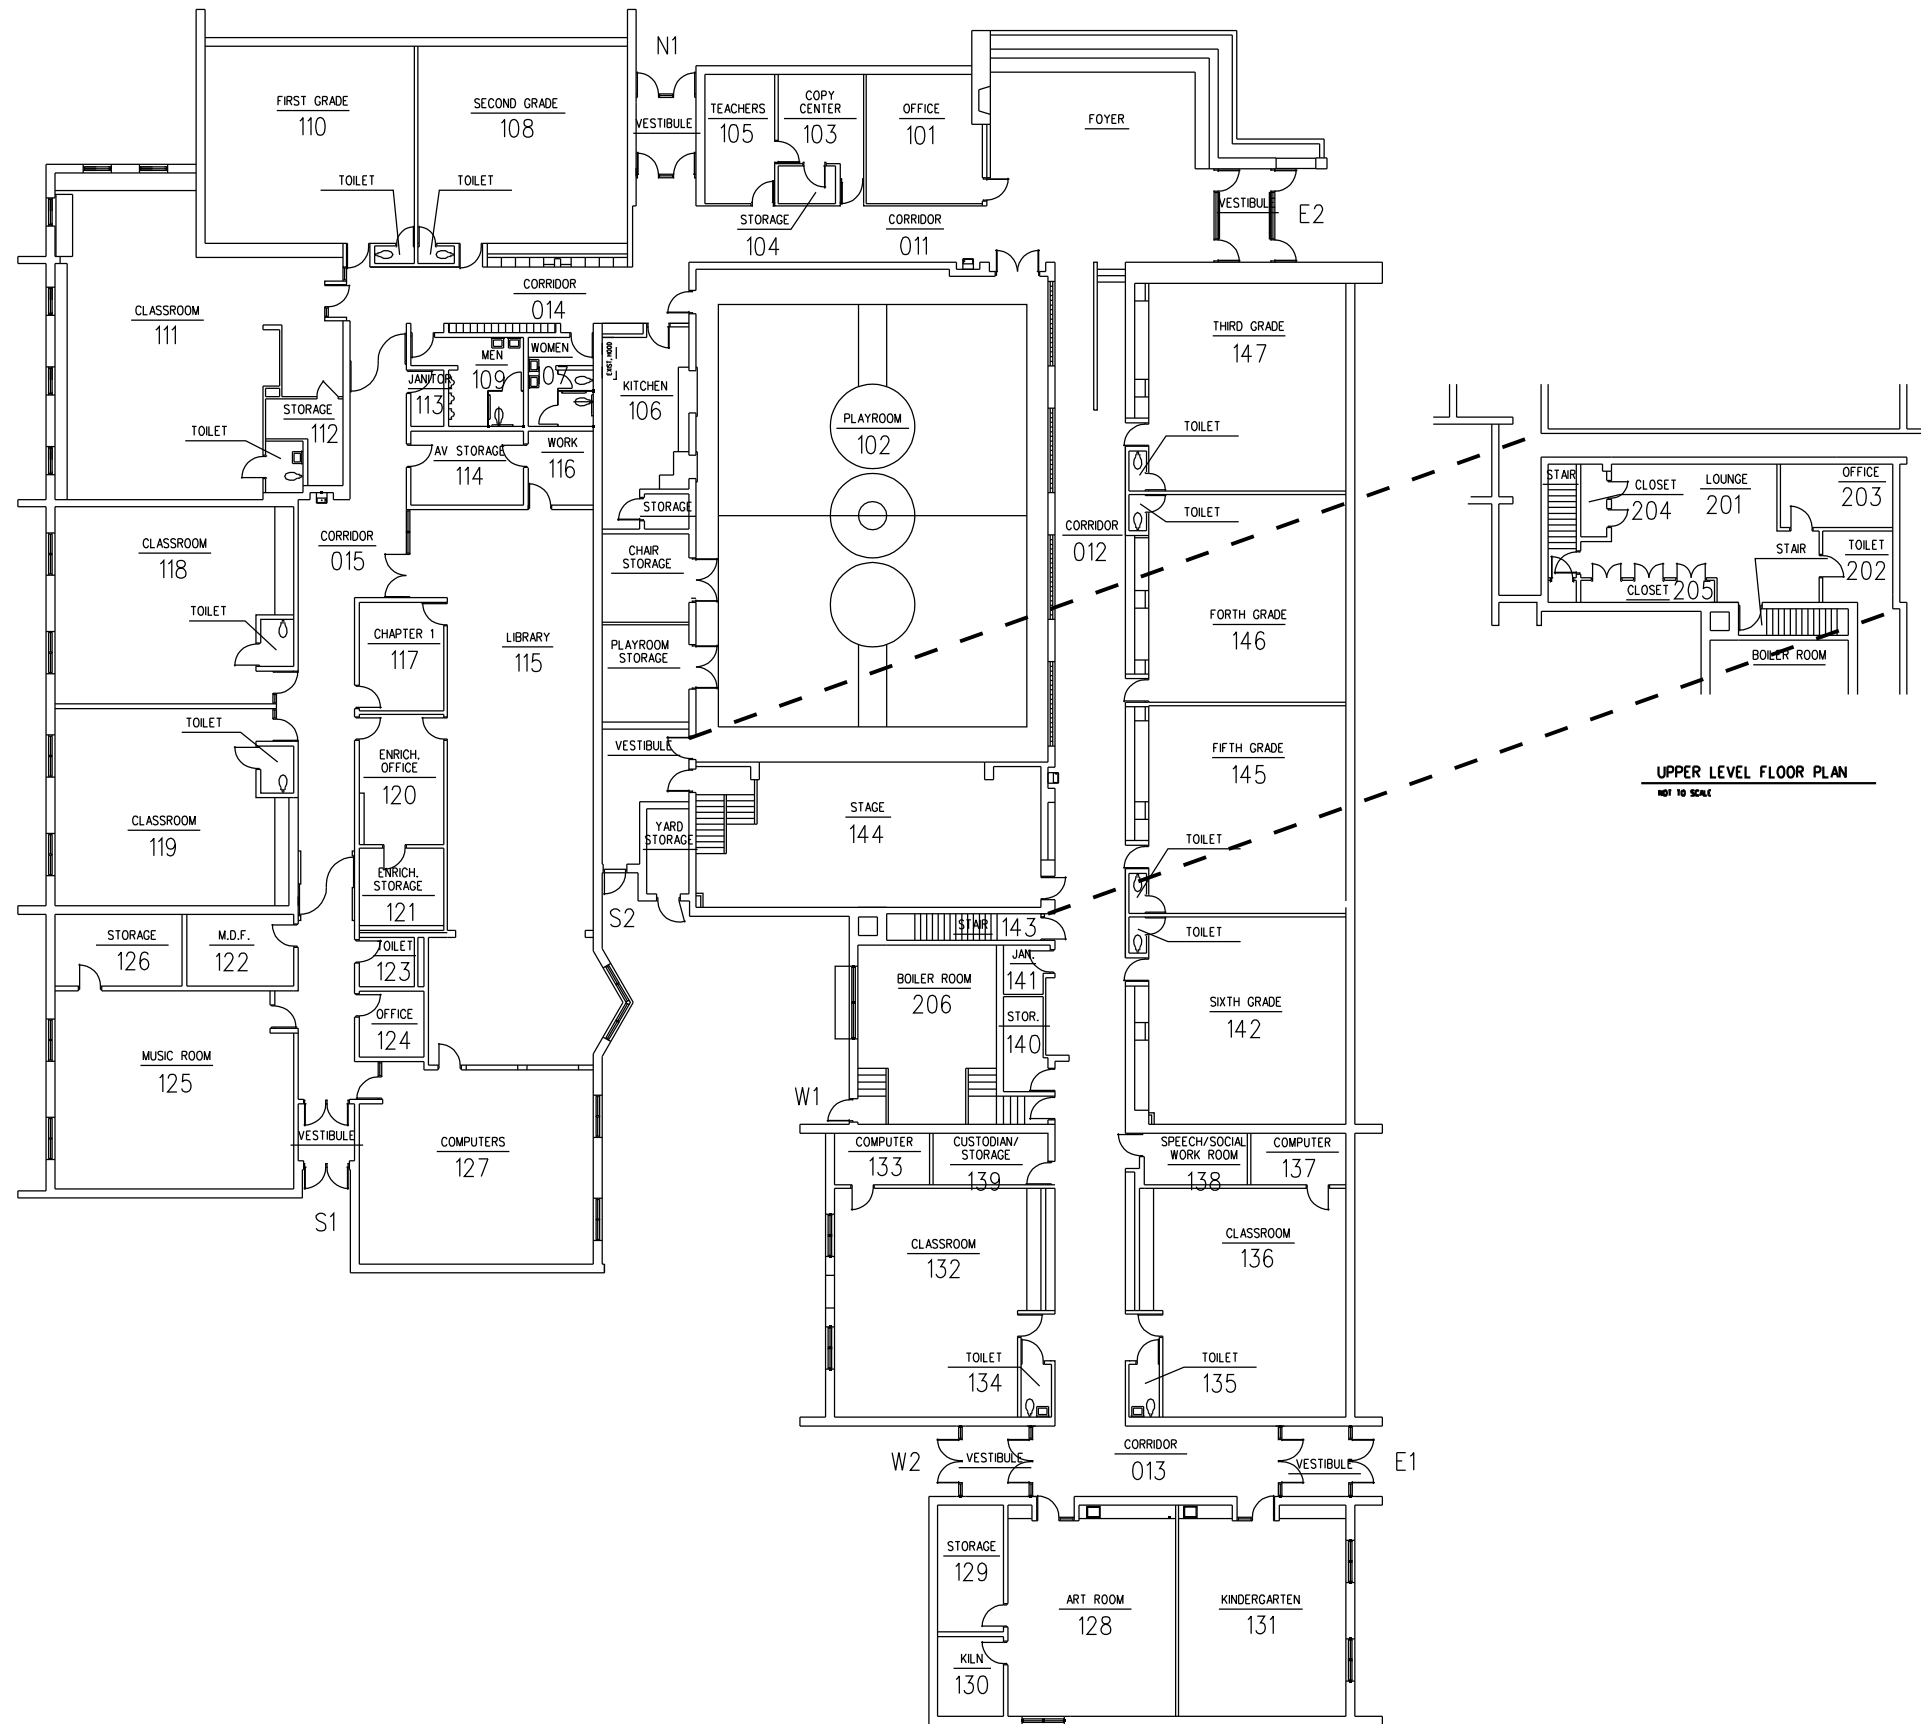 N1
FIRST GRADE
110
SECOND GRADE
108
VESTIBULE
TEACHERS
105
COPY
CENTER
103
OFFICE
101
FOYER
TOILET
TOILET
STORAGE
104
CORRIDOR
011
VESTIBULE
E2
CLASSROOM
111
CORRIDOR
014
MEN
109
WOMEN
07
EXIST. HOOD
KITCHEN
106
JANITOR
113
STORAGE
112
TOILET
AV STORAGE
114
WORK
116
STORAGE
PLAYROOM
102
THIRD GRADE
147
TOILET
TOILET
CORRIDOR
012
STAIR
CLOSET
204
LOUNGE
201
OFFICE
203
STAIR
TOILET
202
CLOSET 205
BOILER ROOM
UPPER LEVEL FLOOR PLAN
NOT TO SCALE
CLASSROOM
118
TOILET
CORRIDOR
015
CHAIR
STORAGE
CHAPTER 1
117
LIBRARY
115
PLAYROOM
STORAGE
FORTH GRADE
146
TOILET
CLASSROOM
119
ENRICH.
OFFICE
120
VESTIBULE
YARD
STORAGE
STAGE
144
FIFTH GRADE
145
TOILET
ENRICH.
STORAGE
121
S2
STAIR 143
TOILET
STORAGE
126
M.D.F.
122
TOILET
123
OFFICE
124
BOILER ROOM
206
JAN.
141
STOR.
140
SIXTH GRADE
142
MUSIC ROOM
125
W1
VESTIBULE
COMPUTERS
127
COMPUTER
133
CUSTODIAN/
STORAGE
139
SPEECH/SOCIAL
WORK ROOM
138
COMPUTER
137
S1
CLASSROOM
132
CLASSROOM
136
TOILET
134
TOILET
135
W2
VESTIBULE
CORRIDOR
013
VESTIBULE
E1
STORAGE
129
ART ROOM
128
KINDERGARTEN
131
KILN
130